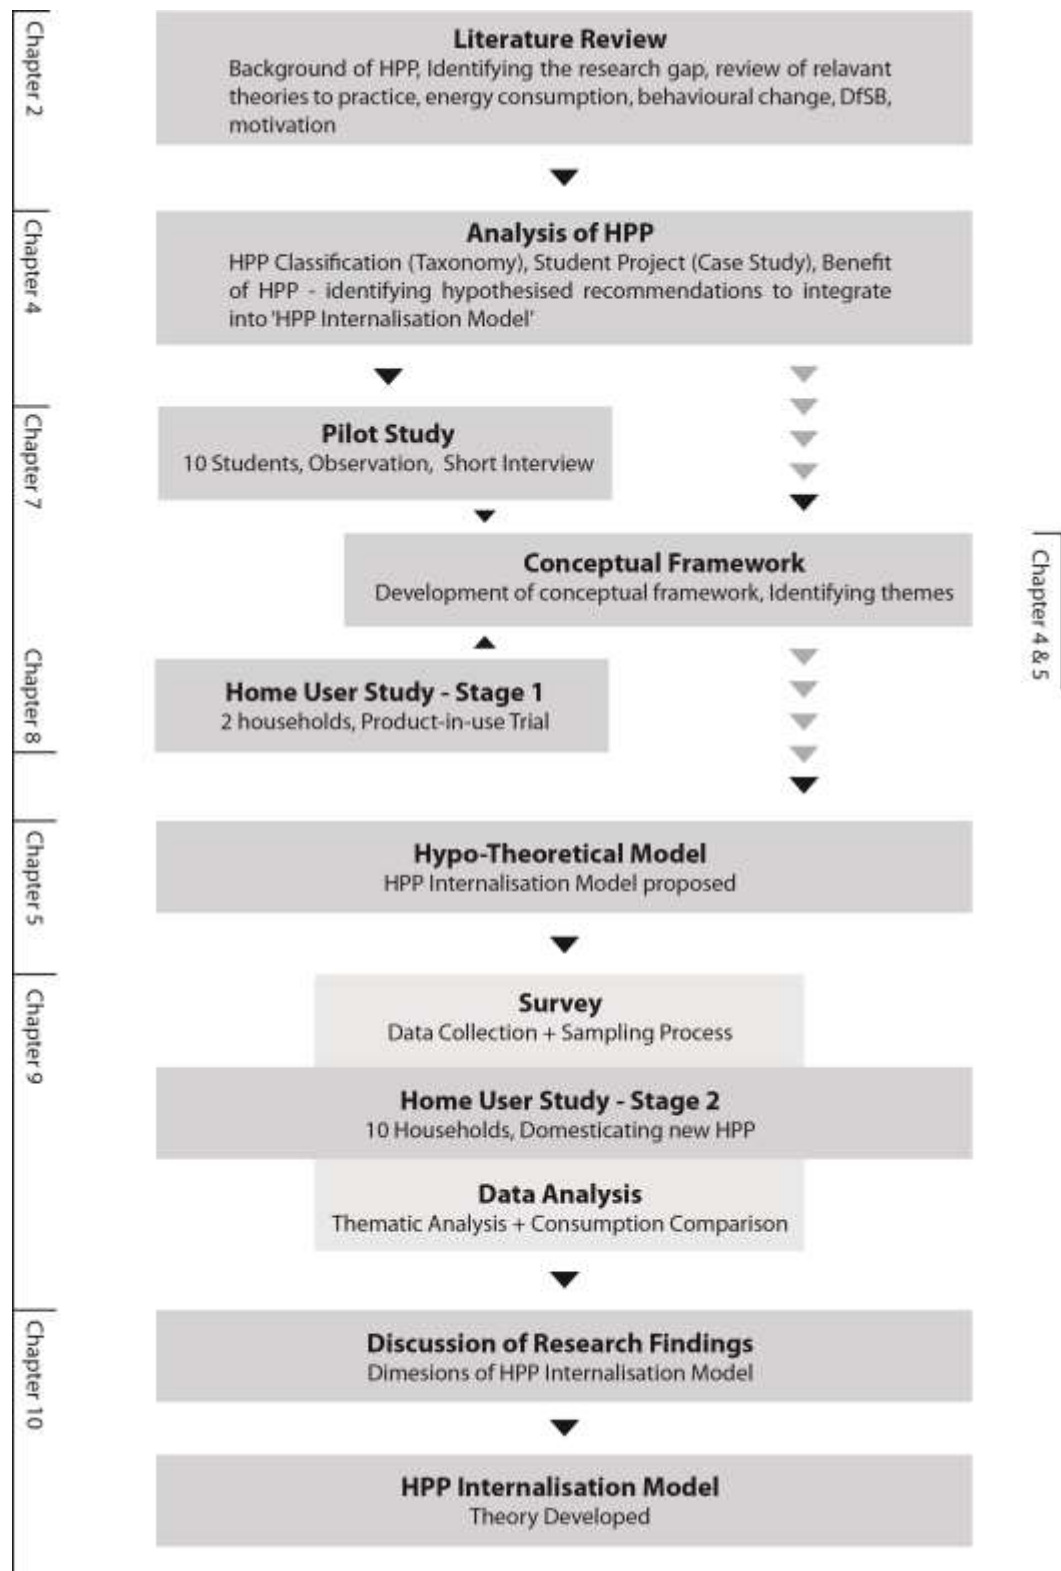 Chapter 2
Literature Review
Background of HPP, Identifying the research gap, review of relavant
theories to practice, energy consumption, behavioural change, DfSB,
motivation
Chapter 4
Analysis of HPP
HPP Classification (Taxonomy), Student Project (Case Study), Benefit
of HPP - identifying hypothesised recommendations to integrate
into 'HPP Internalisation Model'
Chapter 7
Pilot Study
10 Students, Observation, Short Interview
Chapter 4 & 5
Conceptual Framework
Development of conceptual framework, Identifying themes
Chapter 8
Home User Study - Stage 1
2 households, Product-in-use Trial
Chapter 5
Hypo-Theoretical Model
HPP Internalisation Model proposed
Chapter 9
Survey
Data Collection + Sampling Process
Home User Study - Stage 2
10 Households, Domesticating new HPP
Data Analysis
Thematic Analysis + Consumption Comparison
Chapter 10
Discussion of Research Findings
Dimesions of HPP Internalisation Model
HPP Internalisation Model
Theory Developed